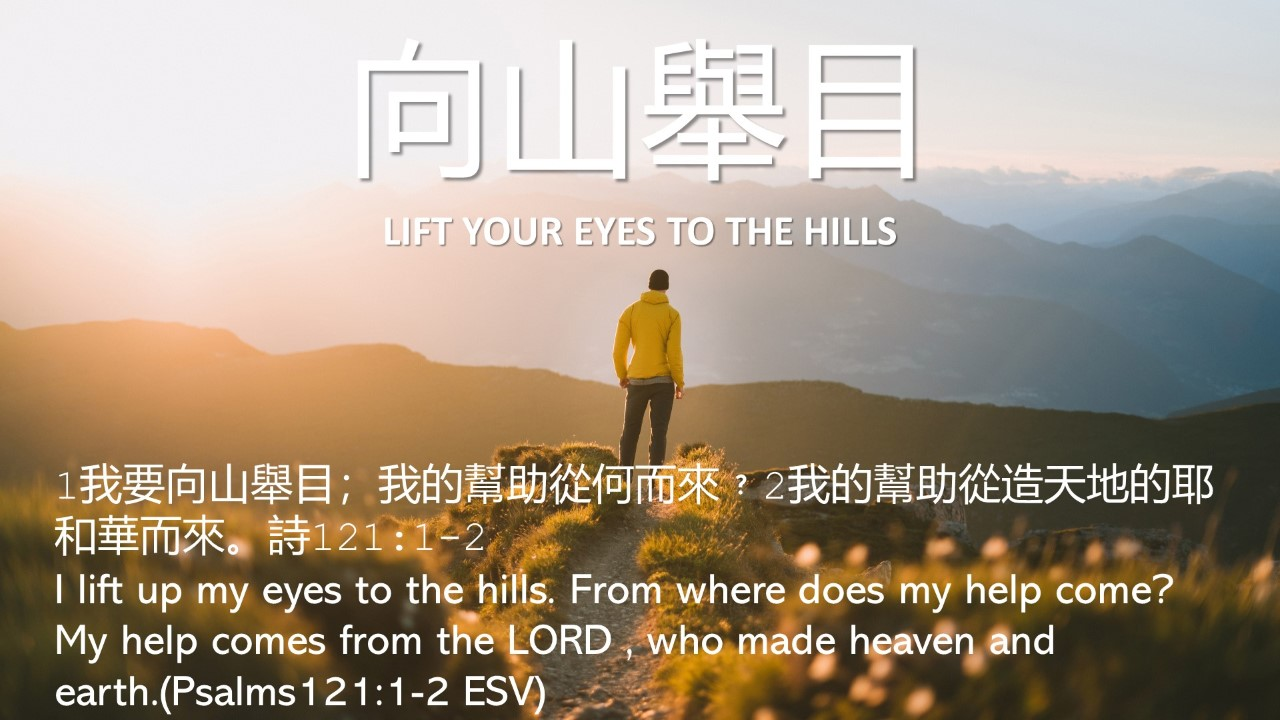 向山舉目
LIFT YOUR EYES TO THE HILLS
1我要向山舉目；我的幫助從何而來﹖2我的幫助從造天地的耶
和華而來。詩121:1-2
I lift up my eyes to the hills. From where does my help come?
My help comes from the LORD , who made heaven and
earth.(Psalms121:1-2 ESV)